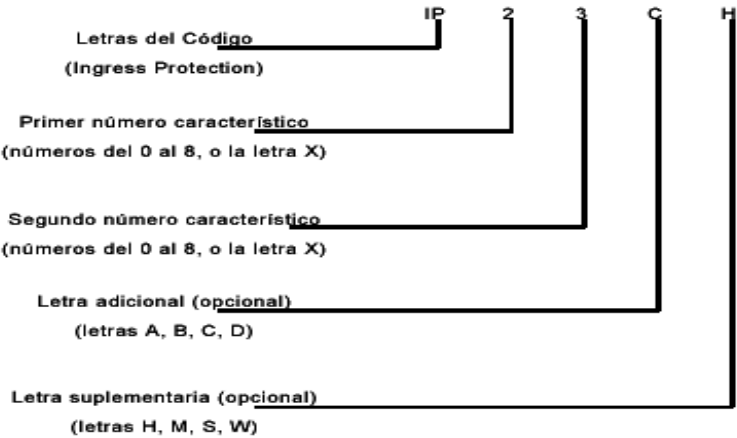 IP 2 3 C H
Letras del Código
(Ingress Protection)
Primer número característico
(números del 0 al 8, o la letra X)
Segundo número característico
(números del 0 al 8, o la letra X)
Letra adicional (opcional)
(letras A, B, C, D)
Letra suplementaria (opcional)
(letras H, M, S, W)